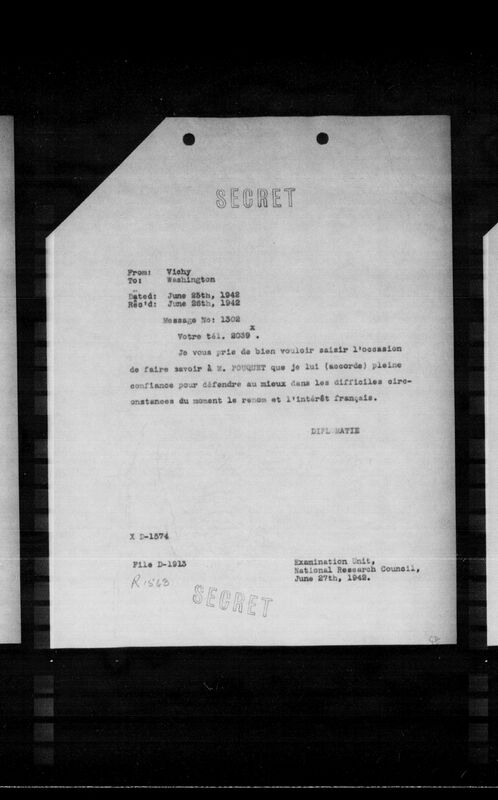 SECRET
From: Vichy
To: Washington
Dated: June 25th, 1942
Rec'd: June 26th, 1942
Message No: 1302
x
Votre tél. 2039 .
Je vous prie de bien vouloir saisir l'occasion
de faire savoir à M. FOUQUET que je lui (accorde) pleine
confiance pour défendre au mieux dans les difficiles circ-
onstances du moment le renom et l'intérêt français.
DIPLOMATIE
X D-1574
File D-1913
R 1563
Examination Unit,
National Research Council,
June 27th, 1942.
SECRET